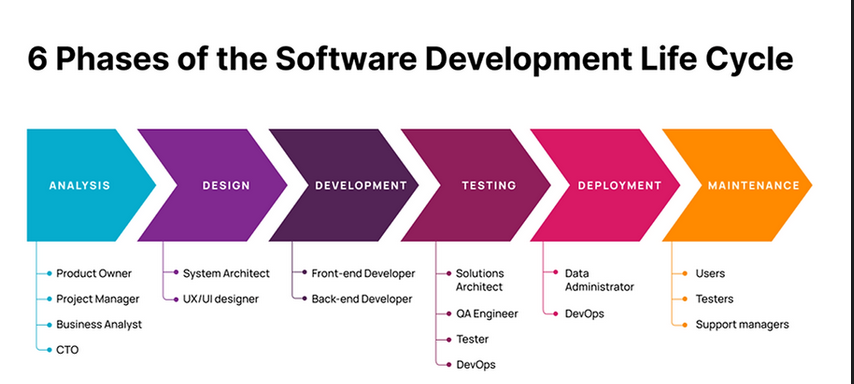 6 Phases of the Software Development Life Cycle
ANALYSIS
DESIGN
DEVELOPMENT
TESTING
DEPLOYMENT
MAINTENANCE
Product Owner
Project Manager
Business Analyst
CTO
System Architect
UX/UI designer
Front-end Developer
Back-end Developer
Solutions
Architect
QA Engineer
Tester
DevOps
Data
Administrator
DevOps
Users
Testers
Support managers